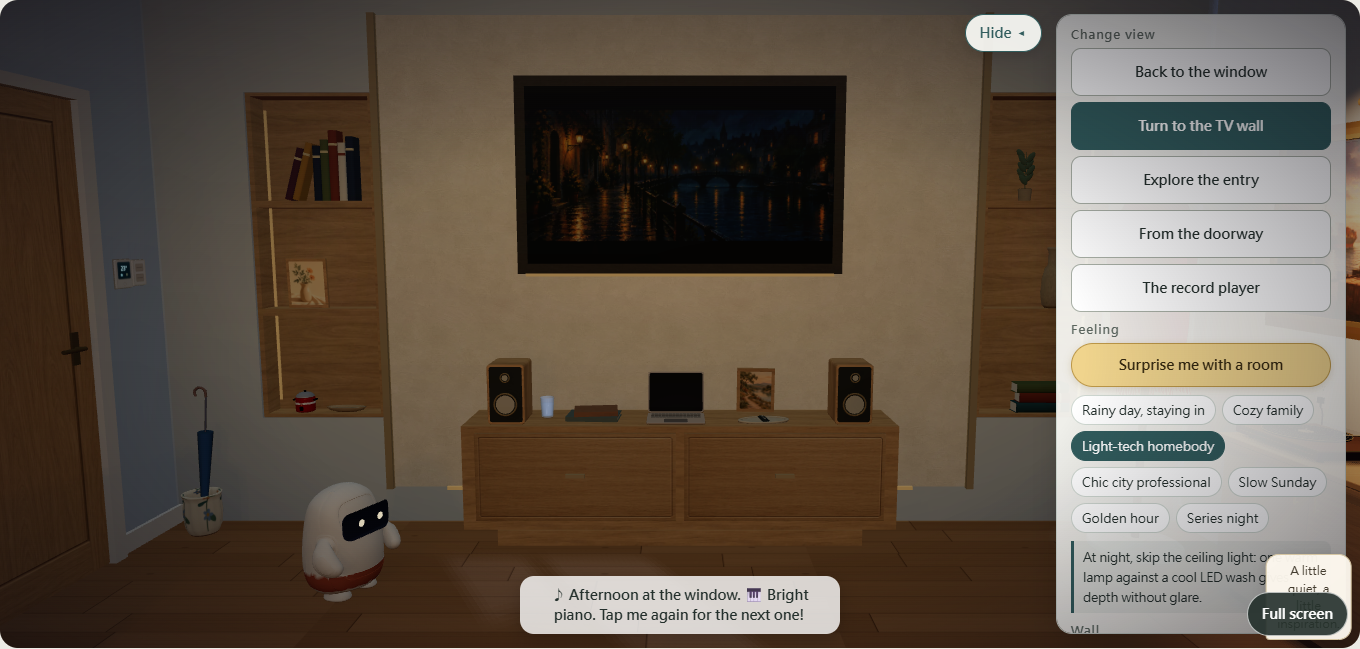 Hide ◂
Change view
Back to the window
Turn to the TV wall
Explore the entry
From the doorway
The record player
Feeling
Surprise me with a room
Rainy day, staying in
Cozy family
Light-tech homebody
Chic city professional
Slow Sunday
Golden hour
Series night
At night, skip the ceiling light:
lamp against a cool LED wash
depth without glare.
Wall
A little
quiet, a
Full screen
♪ Afternoon at the window. 🎹 Bright
piano. Tap me again for the next one!